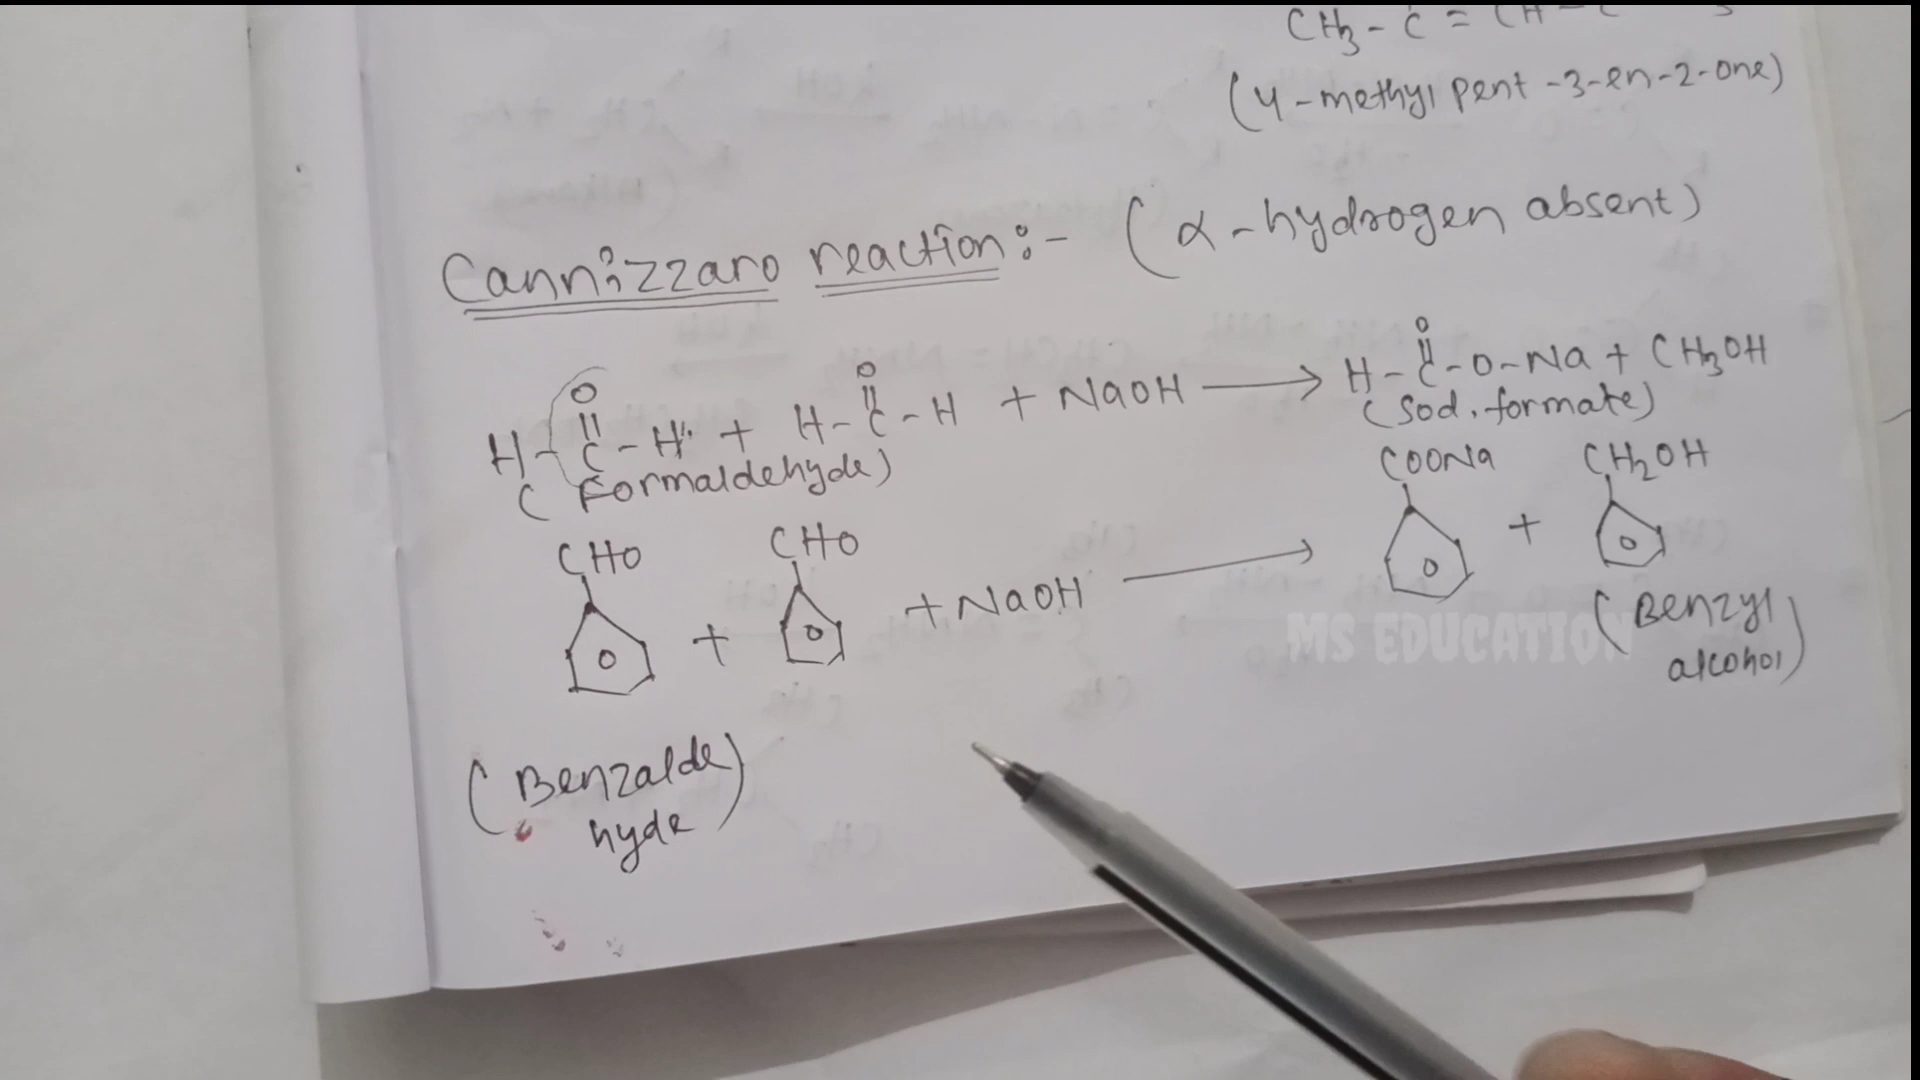 CH3 - C = CH - C
(4-methyl pent-3-en-2-one)
Cannizzaro reaction:- (α-hydrogen absent)
O O O
|| || ||
H - C - H + H - C - H + NaOH ⟶ H - C - O - Na + CH3OH
(Formaldehyde) (Sod. formate)
CHO CHO COONa CH2OH
+ + NaOH ⟶ +
(Benzalde hyde)
(Benzyl alcohol)
MS EDUCATION